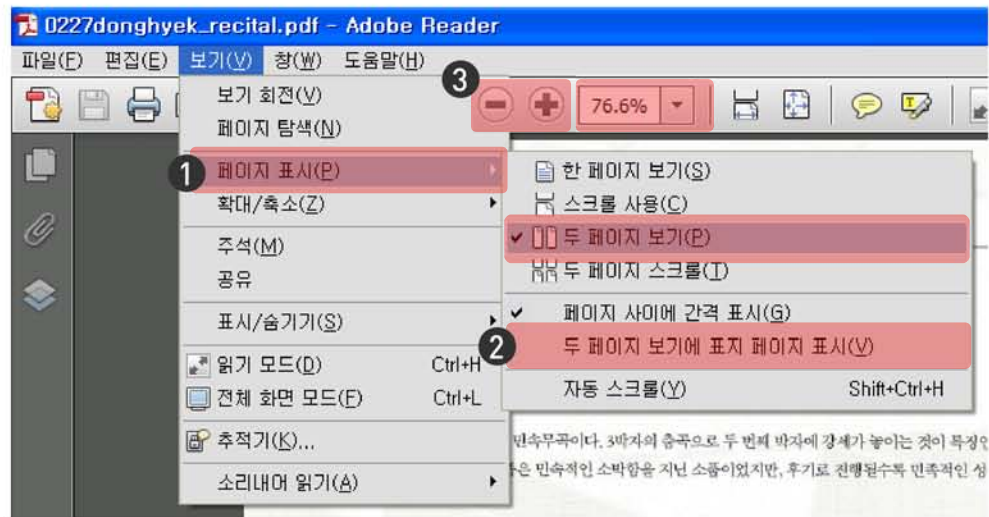 0227donghyek_recital.pdf - Adobe Reader
파일(F) 편집(E) 보기(V) 창(W) 도움말(H)
3
76.6%
보기 회전(V)
페이지 탐색(N)
1 페이지 표시(P)
확대/축소(Z)
주석(M)
공유
표시/숨기기(S)
읽기 모드(D) Ctrl+H
전체 화면 모드(F) Ctrl+L
추적기(K)...
소리내어 읽기(A)
한 페이지 보기(S)
스크롤 사용(C)
두 페이지 보기(P)
두 페이지 스크롤(T)
페이지 사이에 간격 표시(G)
2 두 페이지 보기에 표지 페이지 표시(V)
자동 스크롤(Y) Shift+Ctrl+H
민속무곡이다. 3박자의 춤곡으로 두 번째 박자에 강세가 놓이는 것이 특징
은 민속적인 소박함을 지닌 소품이었지만, 후기로 진행될수록 민족적인 성